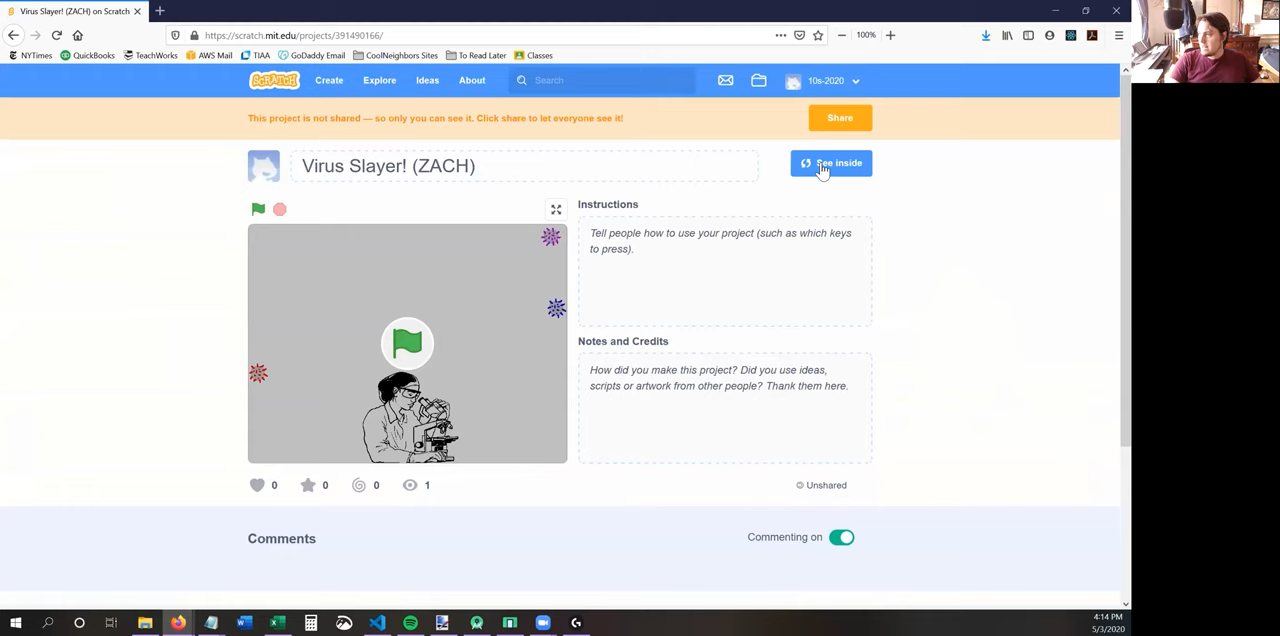 Virus Slayer! (ZACH) on Scratch
https://scratch.mit.edu/projects/391490166/
100%
NYTimes QuickBooks TeachWorks AWS Mail TIAA GoDaddy Email CoolNeighbors Sites To Read Later Classes
SCRATCH Create Explore Ideas About Search 10s-2020
This project is not shared — so only you can see it. Click share to let everyone see it! Share
Virus Slayer! (ZACH) See inside
Instructions
Tell people how to use your project (such as which keys
to press).
Notes and Credits
How did you make this project? Did you use ideas,
scripts or artwork from other people? Thank them here.
0 0 0 1 Unshared
Comments Commenting on
4:14 PM
5/3/2020